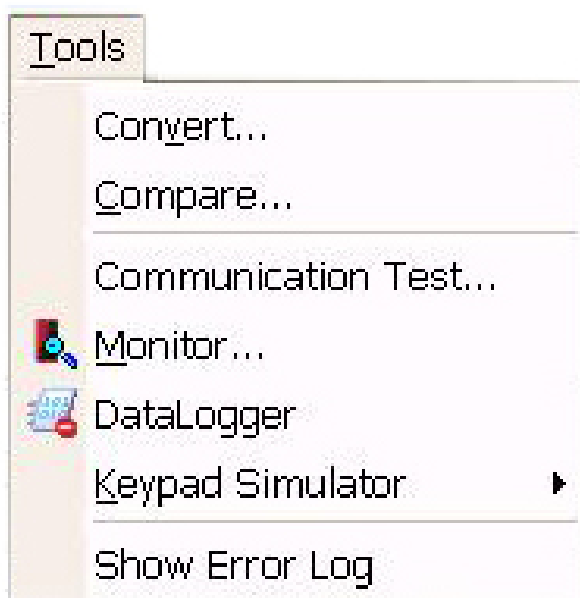 Tools
Convert...
Compare...
Communication Test...
Monitor...
DataLogger
Keypad Simulator
Show Error Log